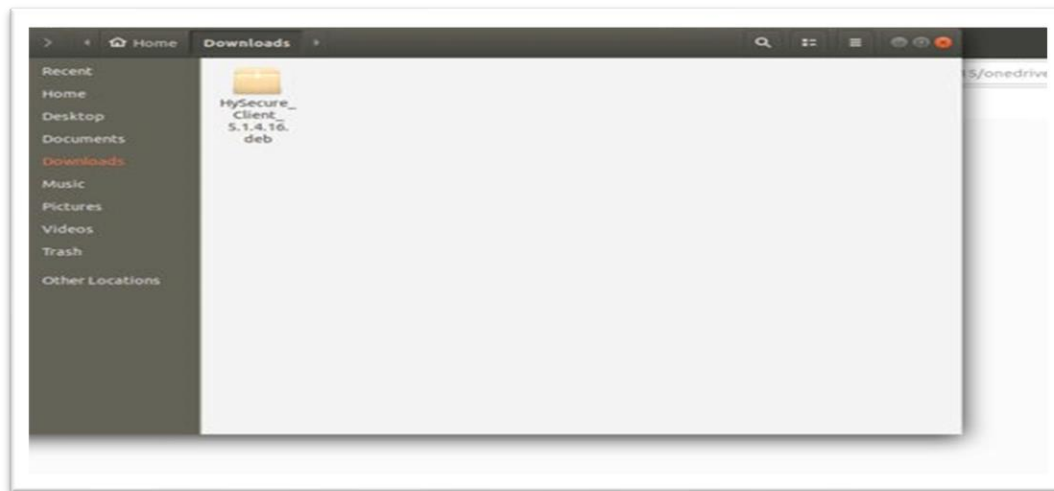 Home Downloads
Recent
Home
Desktop
Documents
Downloads
Music
Pictures
Videos
Trash
Other Locations
HySecure_
Client_
5.1.4.16.
deb
15/onedrive